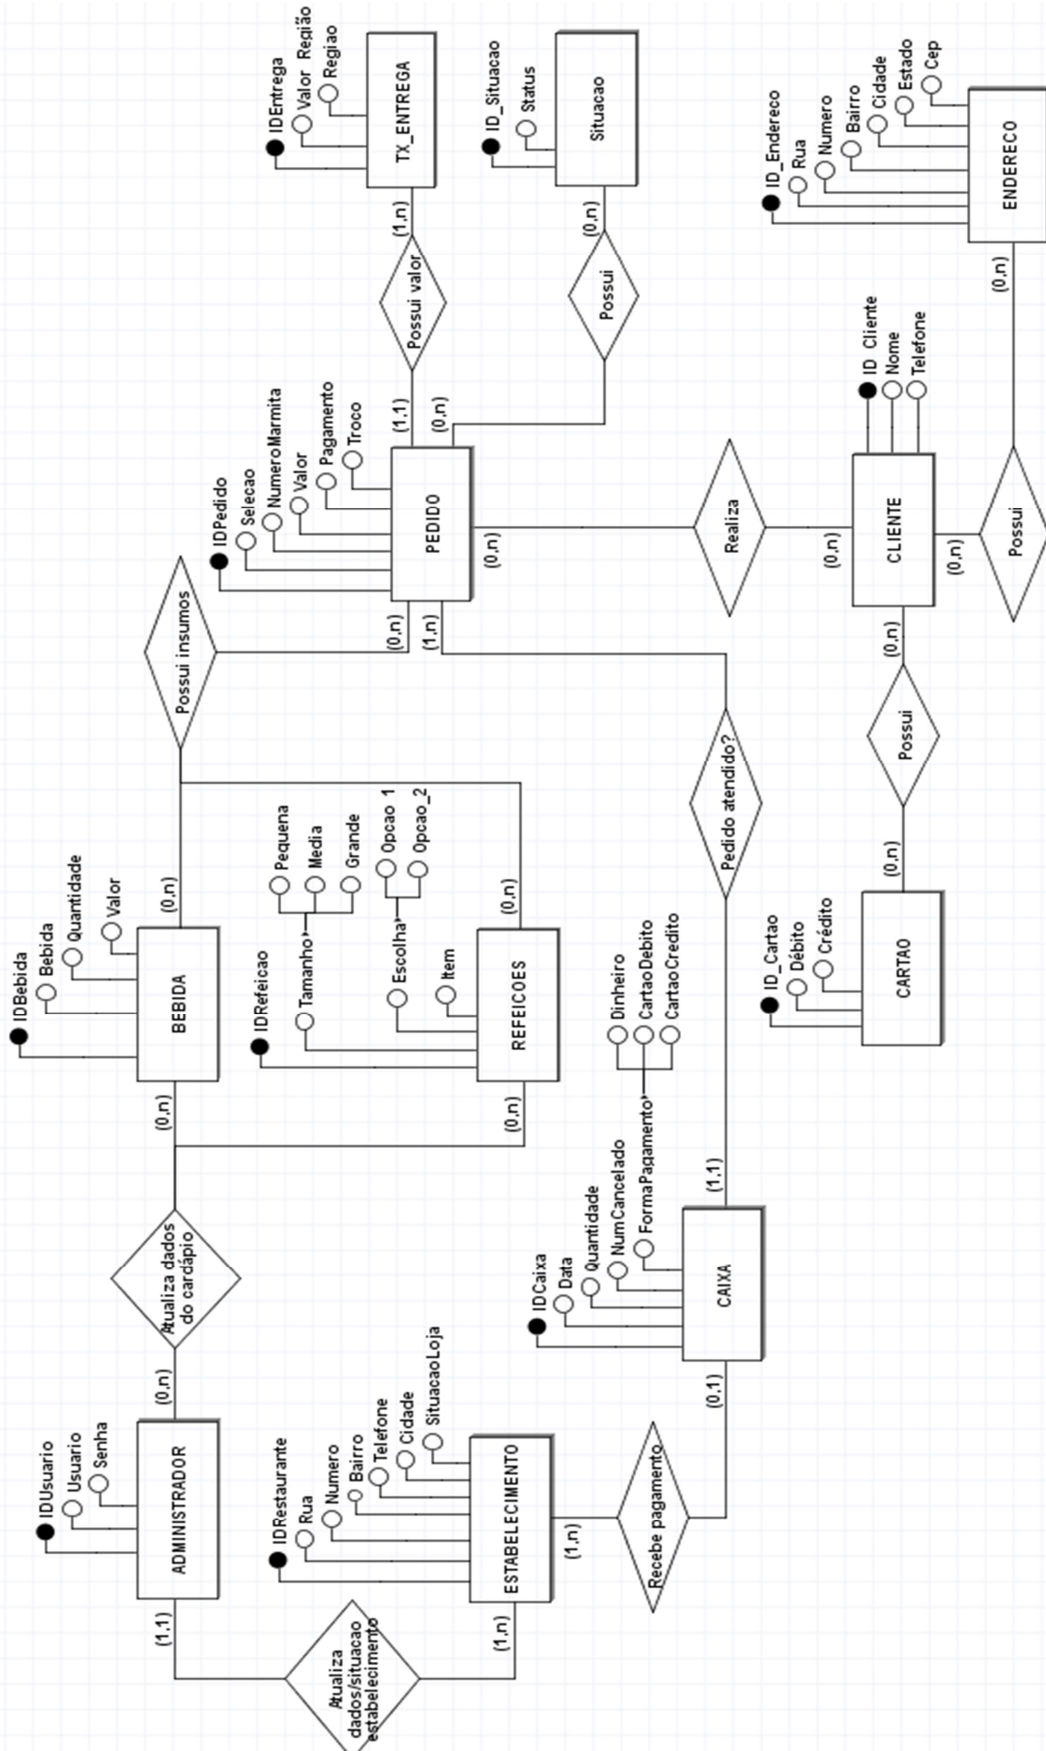 IDUsuario
Usuario
Senha
ADMINISTRADOR
(1,1)
(0,n)
Atualiza dados
do cardápio
(0,n)
(0,n)
IDBebida
Bebida
Quantidade
Valor
BEBIDA
(0,n)
Possui insumos
(0,n)
(1,n)
IDPedido
Selecao
NumeroMarmita
Valor
Pagamento
Troco
PEDIDO
(1,1)
(0,n)
(0,n)
Possui valor
(1,n)
IDEntrega
Valor Região
Regiao
TX_ENTREGA
Possui
(0,n)
ID_Situacao
Status
Situacao
Atualiza
dados/situacao
estabelecimento
(1,n)
IDRestaurante
Rua
Numero
Bairro
Telefone
Cidade
SituacaoLoja
ESTABELECIMENTO
(1,n)
IDRefeicao
Tamanho
Pequena
Media
Grande
Escolha
Opcao 1
Opcao_2
Item
REFEICOES
(0,n)
Recebe pagamento
(0,1)
IDCaixa
Data
Quantidade
NumCancelado
FormaPagamento
Dinheiro
CartaoDebito
CartaoCredito
CAIXA
(1,1)
Pedido atendido?
Realiza
(0,n)
ID_Cartao
Débito
Crédito
CARTAO
(0,n)
Possui
(0,n)
CLIENTE
ID Cliente
Nome
Telefone
(0,n)
Possui
(0,n)
ID_Endereco
Rua
Numero
Bairro
Cidade
Estado
Cep
ENDERECO